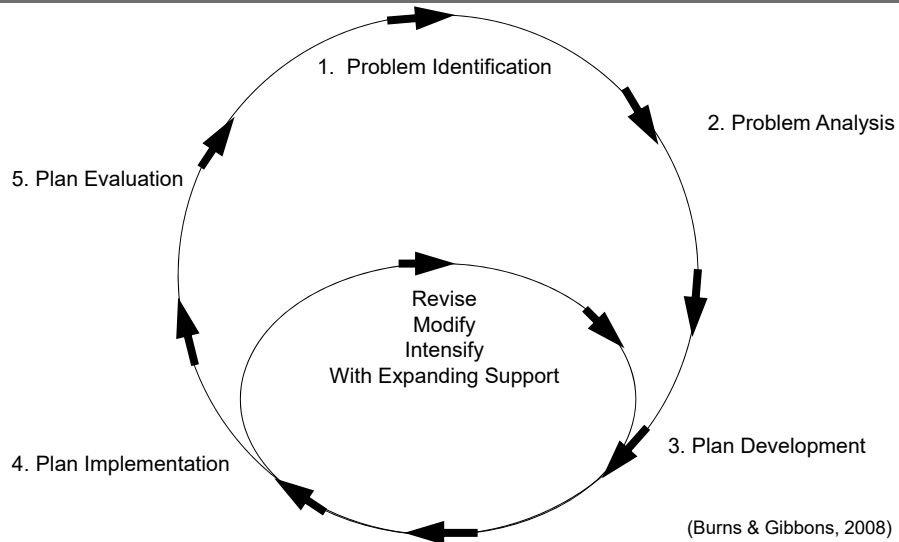 1. Problem Identification
2. Problem Analysis
5. Plan Evaluation
Revise
Modify
Intensify
With Expanding Support
3. Plan Development
4. Plan Implementation
(Burns & Gibbons, 2008)